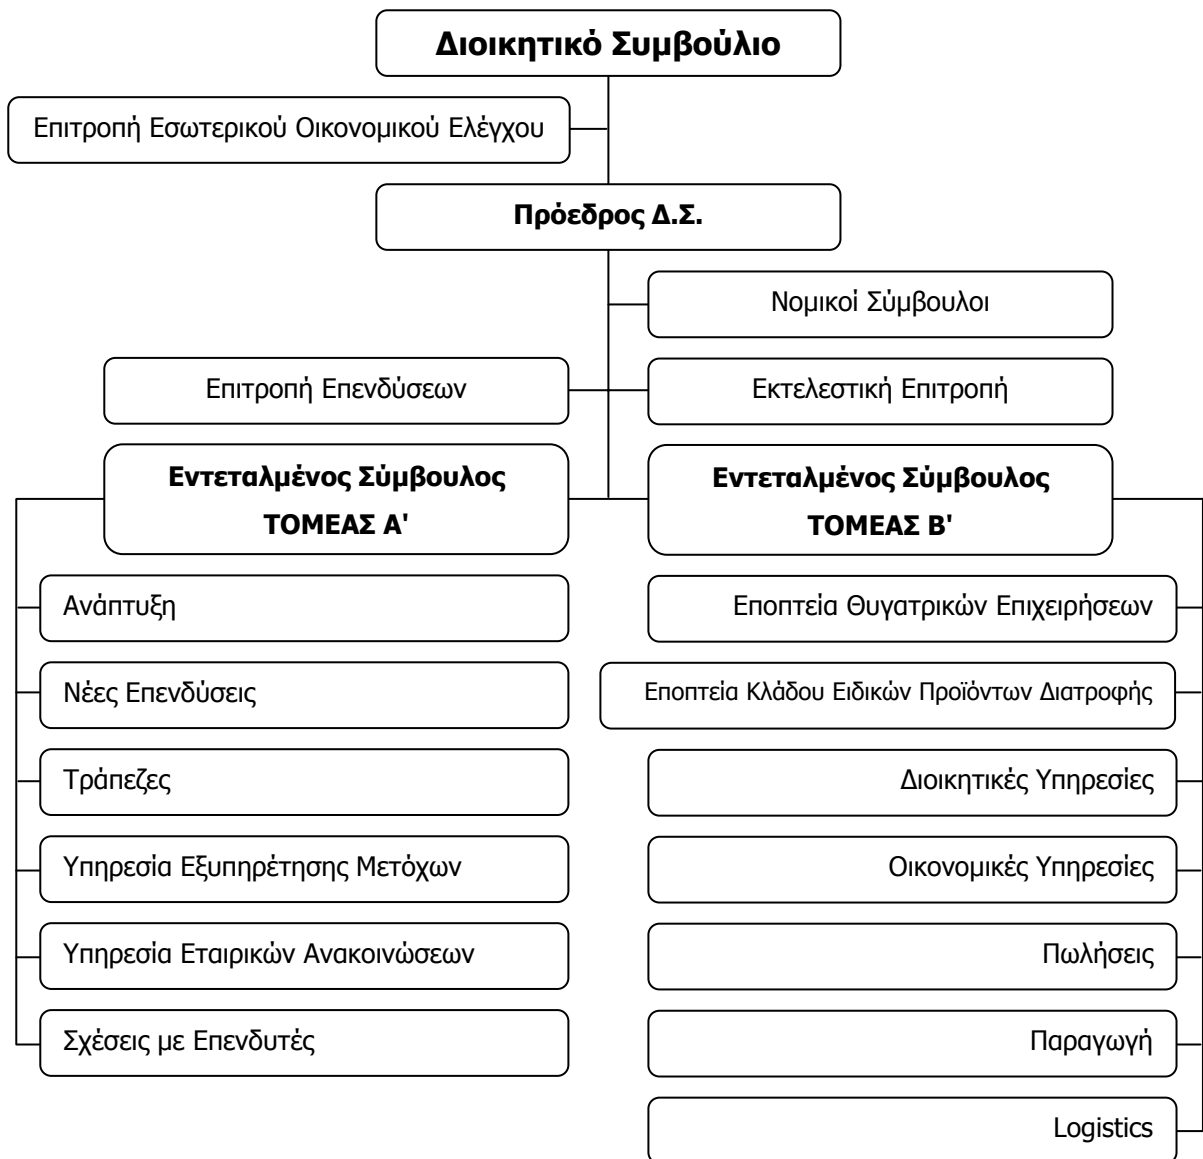 Διοικητικό Συμβούλιο
Επιτροπή Εσωτερικού Οικονομικού Ελέγχου
Πρόεδρος Δ.Σ.
Νομικοί Σύμβουλοι
Επιτροπή Επενδύσεων
Εκτελεστική Επιτροπή
Εντεταλμένος Σύμβουλος
ΤΟΜΕΑΣ Α'
Εντεταλμένος Σύμβουλος
ΤΟΜΕΑΣ Β'
Ανάπτυξη
Νέες Επενδύσεις
Τράπεζες
Υπηρεσία Εξυπηρέτησης Μετόχων
Υπηρεσία Εταιρικών Ανακοινώσεων
Σχέσεις με Επενδυτές
Εποπτεία Θυγατρικών Επιχειρήσεων
Εποπτεία Κλάδου Ειδικών Προϊόντων Διατροφής
Διοικητικές Υπηρεσίες
Οικονομικές Υπηρεσίες
Πωλήσεις
Παραγωγή
Logistics